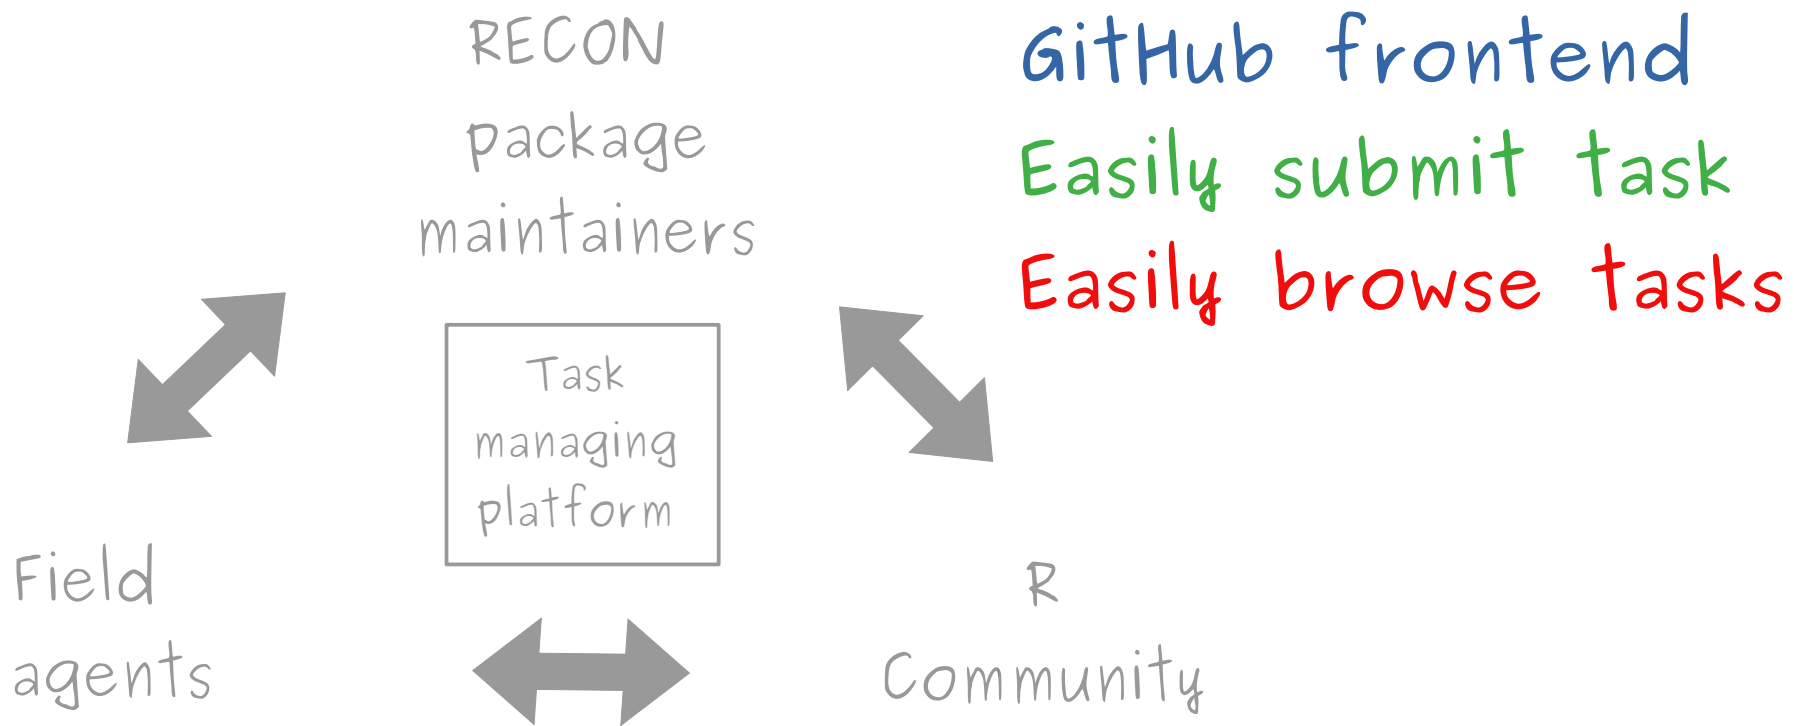 RECON
package
maintainers
GitHub frontend
Easily submit task
Easily browse tasks
Task
managing
platform
Field
agents
R
Community